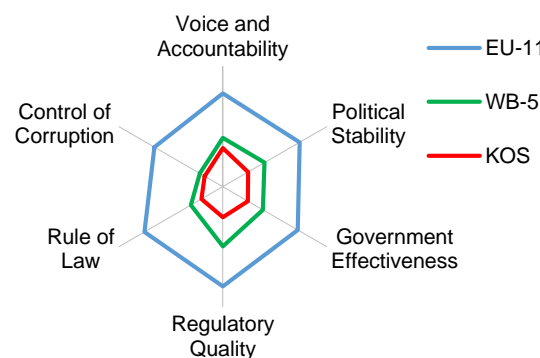 Voice and
Accountability
EU-11
WB-5
KOS
Political
Stability
Control of
Corruption
Government
Effectiveness
Rule of
Law
Regulatory
Quality